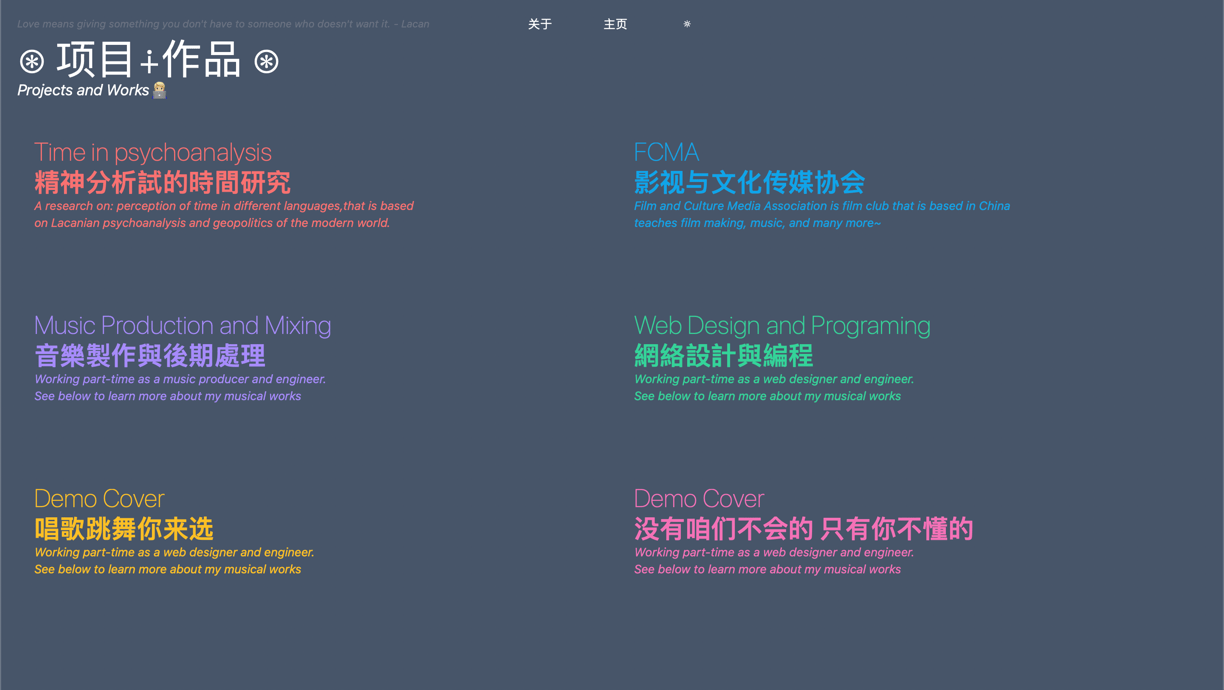 Love means giving something you don't have to someone who doesn't want it. - Lacan
关于
主页
⊛ 项目∔作品 ⊛
Projects and Works
Time in psychoanalysis
精神分析試的時間研究
A research on: perception of time in different languages,that is based
on Lacanian psychoanalysis and geopolitics of the modern world.
FCMA
影视与文化传媒协会
Film and Culture Media Association is film club that is based in China
teaches film making, music, and many more~
Music Production and Mixing
音樂製作與後期處理
Working part-time as a music producer and engineer.
See below to learn more about my musical works
Web Design and Programing
網絡設計與編程
Working part-time as a web designer and engineer.
See below to learn more about my musical works
Demo Cover
唱歌跳舞你来选
Working part-time as a web designer and engineer.
See below to learn more about my musical works
Demo Cover
没有咱们不会的 只有你不懂的
Working part-time as a web designer and engineer.
See below to learn more about my musical works